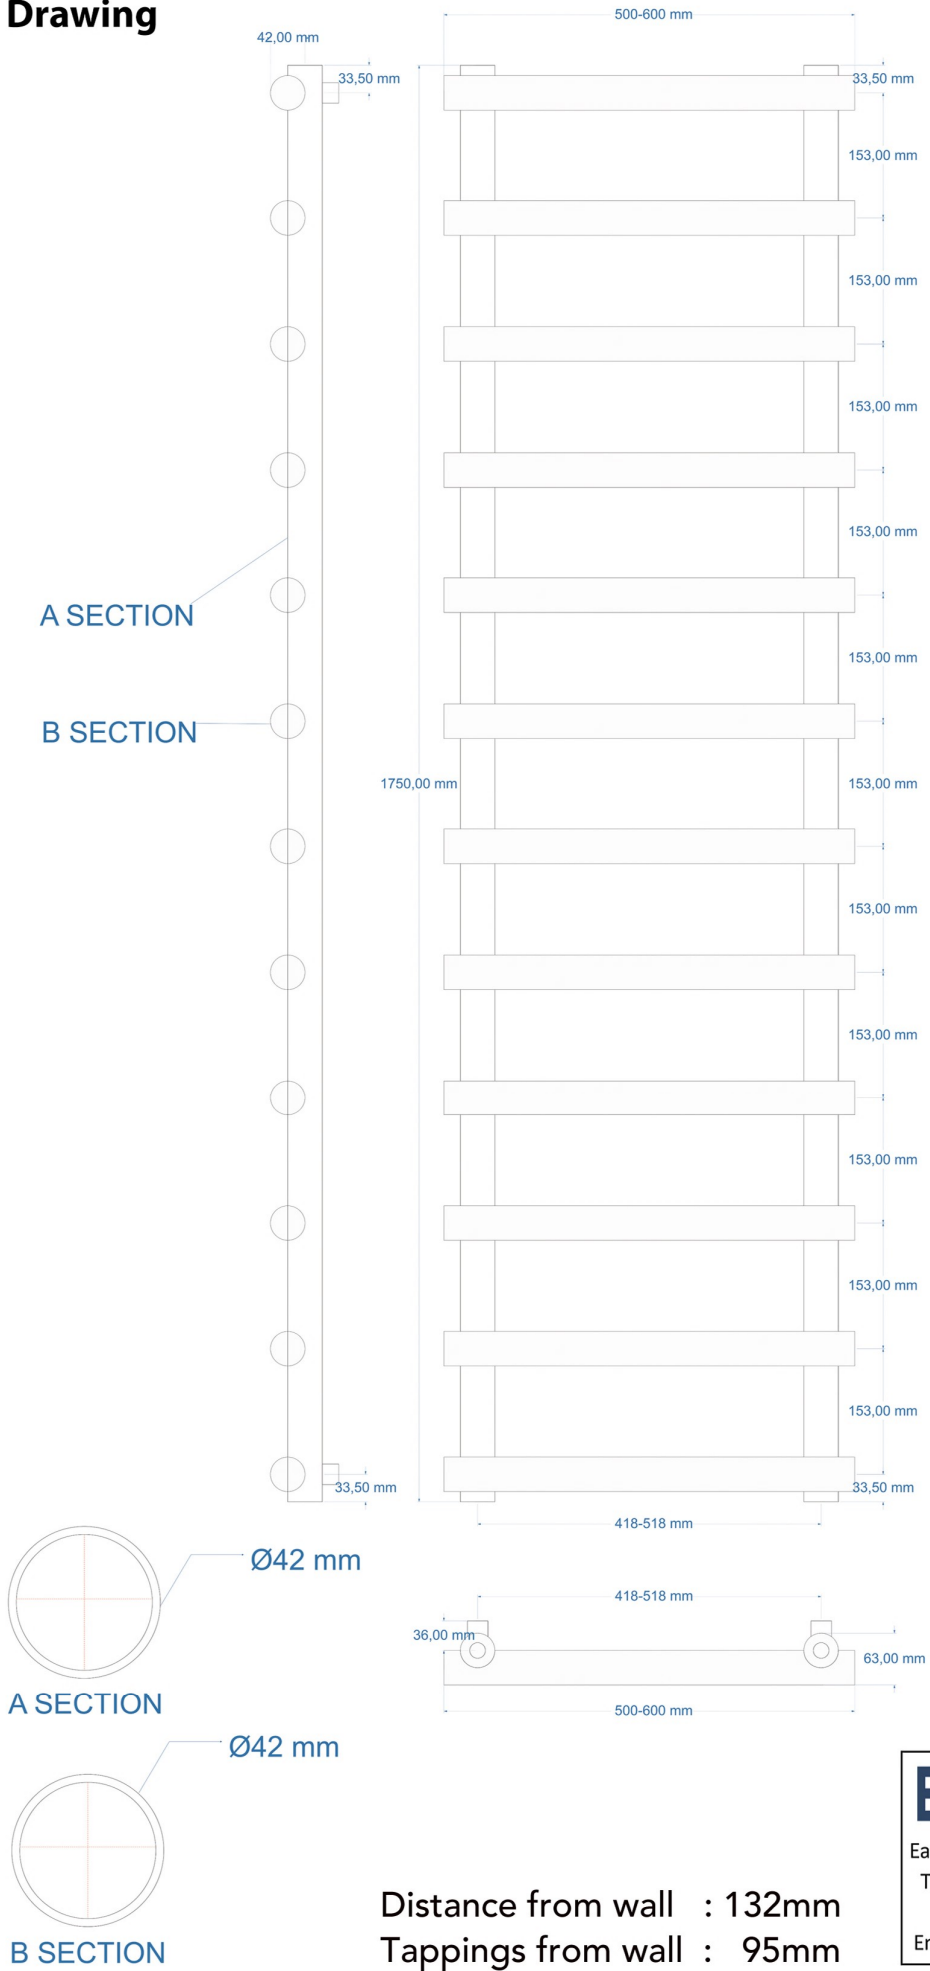 Drawing
500-600 mm
42,00 mm
33,50 mm
33,50 mm
153,00 mm
153,00 mm
153,00 mm
153,00 mm
A SECTION
153,00 mm
B SECTION
1750,00 mm
153,00 mm
153,00 mm
153,00 mm
153,00 mm
153,00 mm
153,00 mm
33,50 mm
33,50 mm
418-518 mm
Ø42 mm
418-518 mm
36,00 mm
63,00 mm
A SECTION
500-600 mm
Ø42 mm
B SECTION
Distance from wall : 132mm
Tappings from wall : 95mm
E
Ea
T
Er